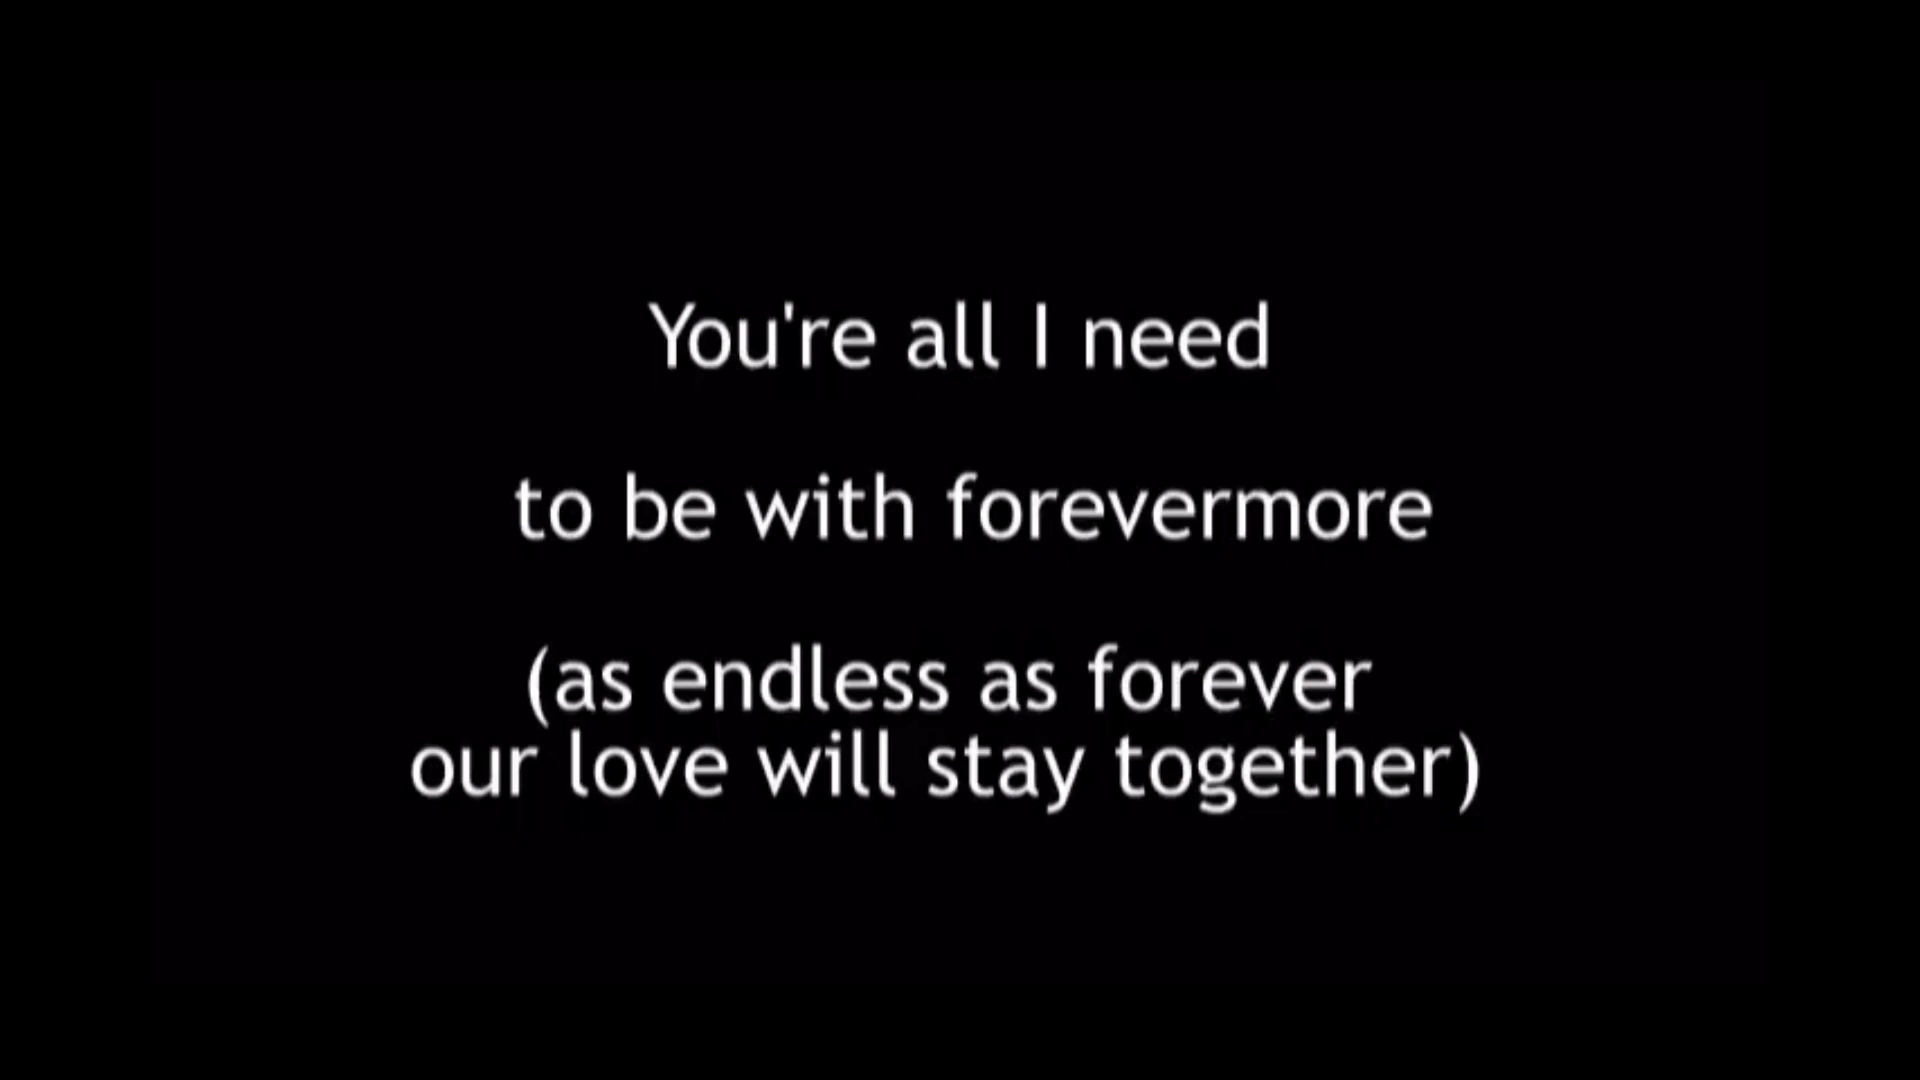 You're all I need
to be with forevermore
(as endless as forever
our love will stay together)